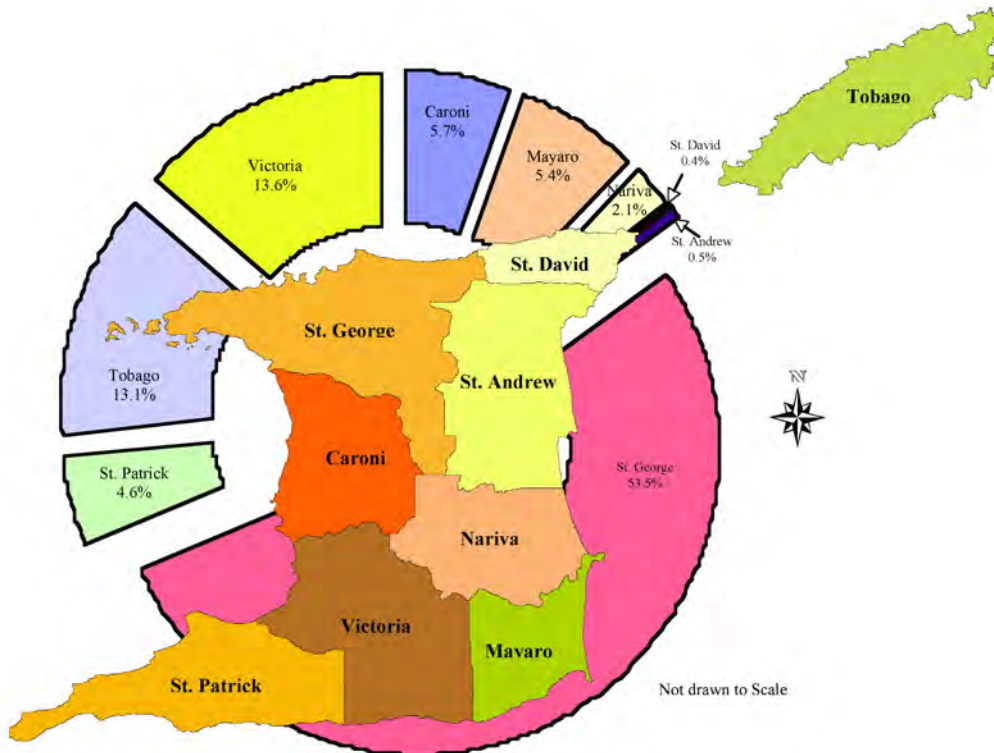 Tobago
Caroni
5.7%
Victoria
13.6%
Mayaro
5.4%
St. David
0.4%
Nariva
2.1%
St. Andrew
0.5%
St. David
St. George
Tobago
13.1%
St. Andrew
St. Patrick
4.6%
Caroni
St. George
53.5%
N
Nariva
Victoria
Mavaro
St. Patrick
Not drawn to Scale